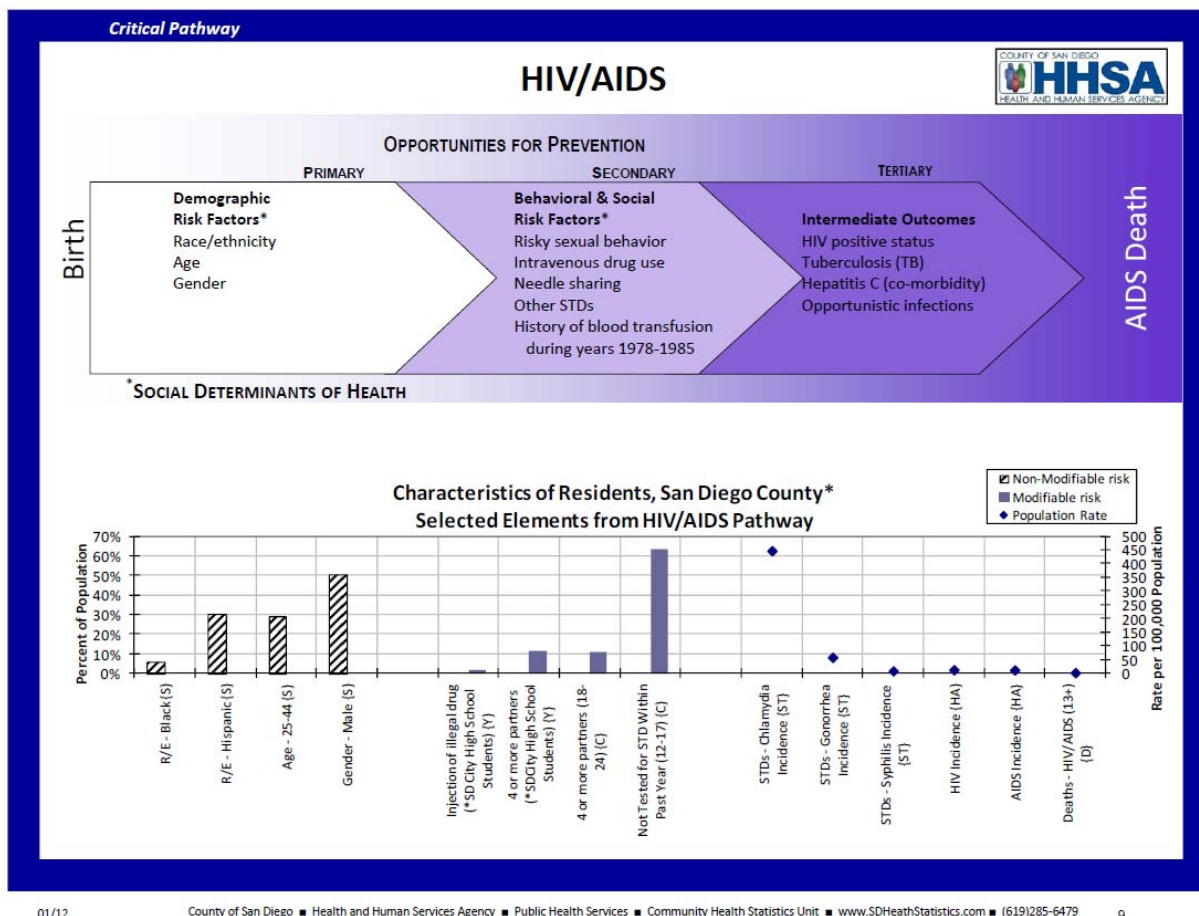 Critical Pathway
HIV/AIDS
COUNTY OF SAN DIEGO
HHSA
HEALTH AND HUMAN SERVICES AGENCY
OPPORTUNITIES FOR PREVENTION
PRIMARY
SECONDARY
TERTIARY
Birth
Demographic
Risk Factors*
Race/ethnicity
Age
Gender
Behavioral & Social
Risk Factors*
Risky sexual behavior
Intravenous drug use
Needle sharing
Other STDs
History of blood transfusion
during years 1978-1985
Intermediate Outcomes
HIV positive status
Tuberculosis (TB)
Hepatitis C (co-morbidity)
Opportunistic infections
AIDS Death
*SOCIAL DETERMINANTS OF HEALTH
Characteristics of Residents, San Diego County*
Selected Elements from HIV/AIDS Pathway
Non-Modifiable risk
Modifiable risk
Population Rate
Percent of Population
70%
60%
50%
40%
30%
20%
10%
0%
500
450
400
350
300
250
200
150
100
50
0
Rate per 100,000 Population
R/E - Black{S}
R/E - Hispanic{S}
Age - 25-44 {S}
Gender - Male {S}
Injection of illegal drug
(*SD City High School
Students) {Y}
4 or more partners
(*SDCity High School
Students) {Y}
4 or more partners (18-
24) {C}
Not Tested for STD Within
Past Year (12-17) {C}
STDs - Chlamydia
Incidence {ST}
STDs - Gonorrhea
Incidence {ST}
STDs - Syphilis Incidence
{ST}
HIV Incidence {HA}
AIDS Incidence {HA}
Deaths - HIV/AIDS (13+)
{D}
01/12
County of San Diego ■ Health and Human Services Agency ■ Public Health Services ■ Community Health Statistics Unit ■ www.SDHeathStatistics.com ■ (619)285-6479
9